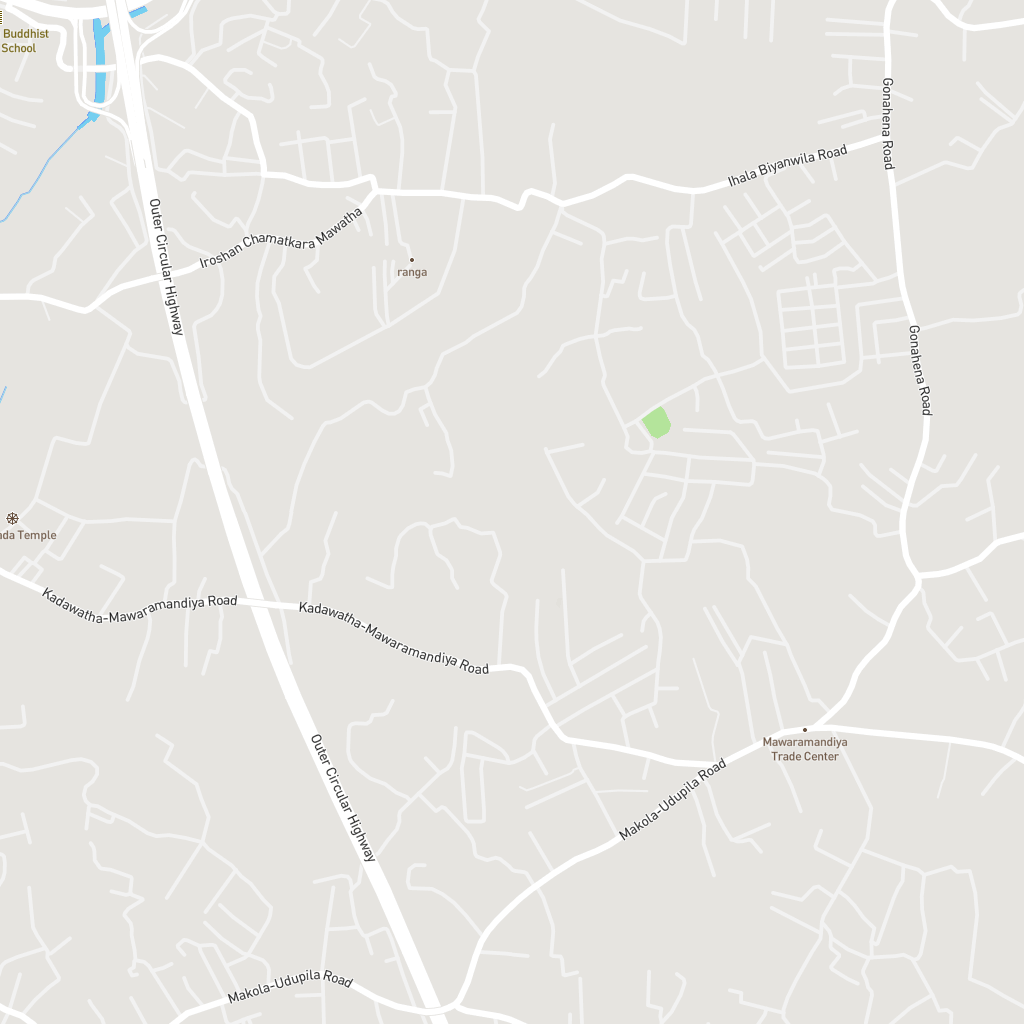 Buddhist
School
Gonahena Road
Ihala Biyanwila Road
Outer Circular Highway
Iroshan Chamatkara Mawatha
ranga
Gonahena Road
Temple
Kadawatha-Mawaramandiya Road
Kadawatha-Mawaramandiya Road
Mawaramandiya
Trade Center
Outer Circular Highway
Makola-Udupila Road
Makola-Udupila Road